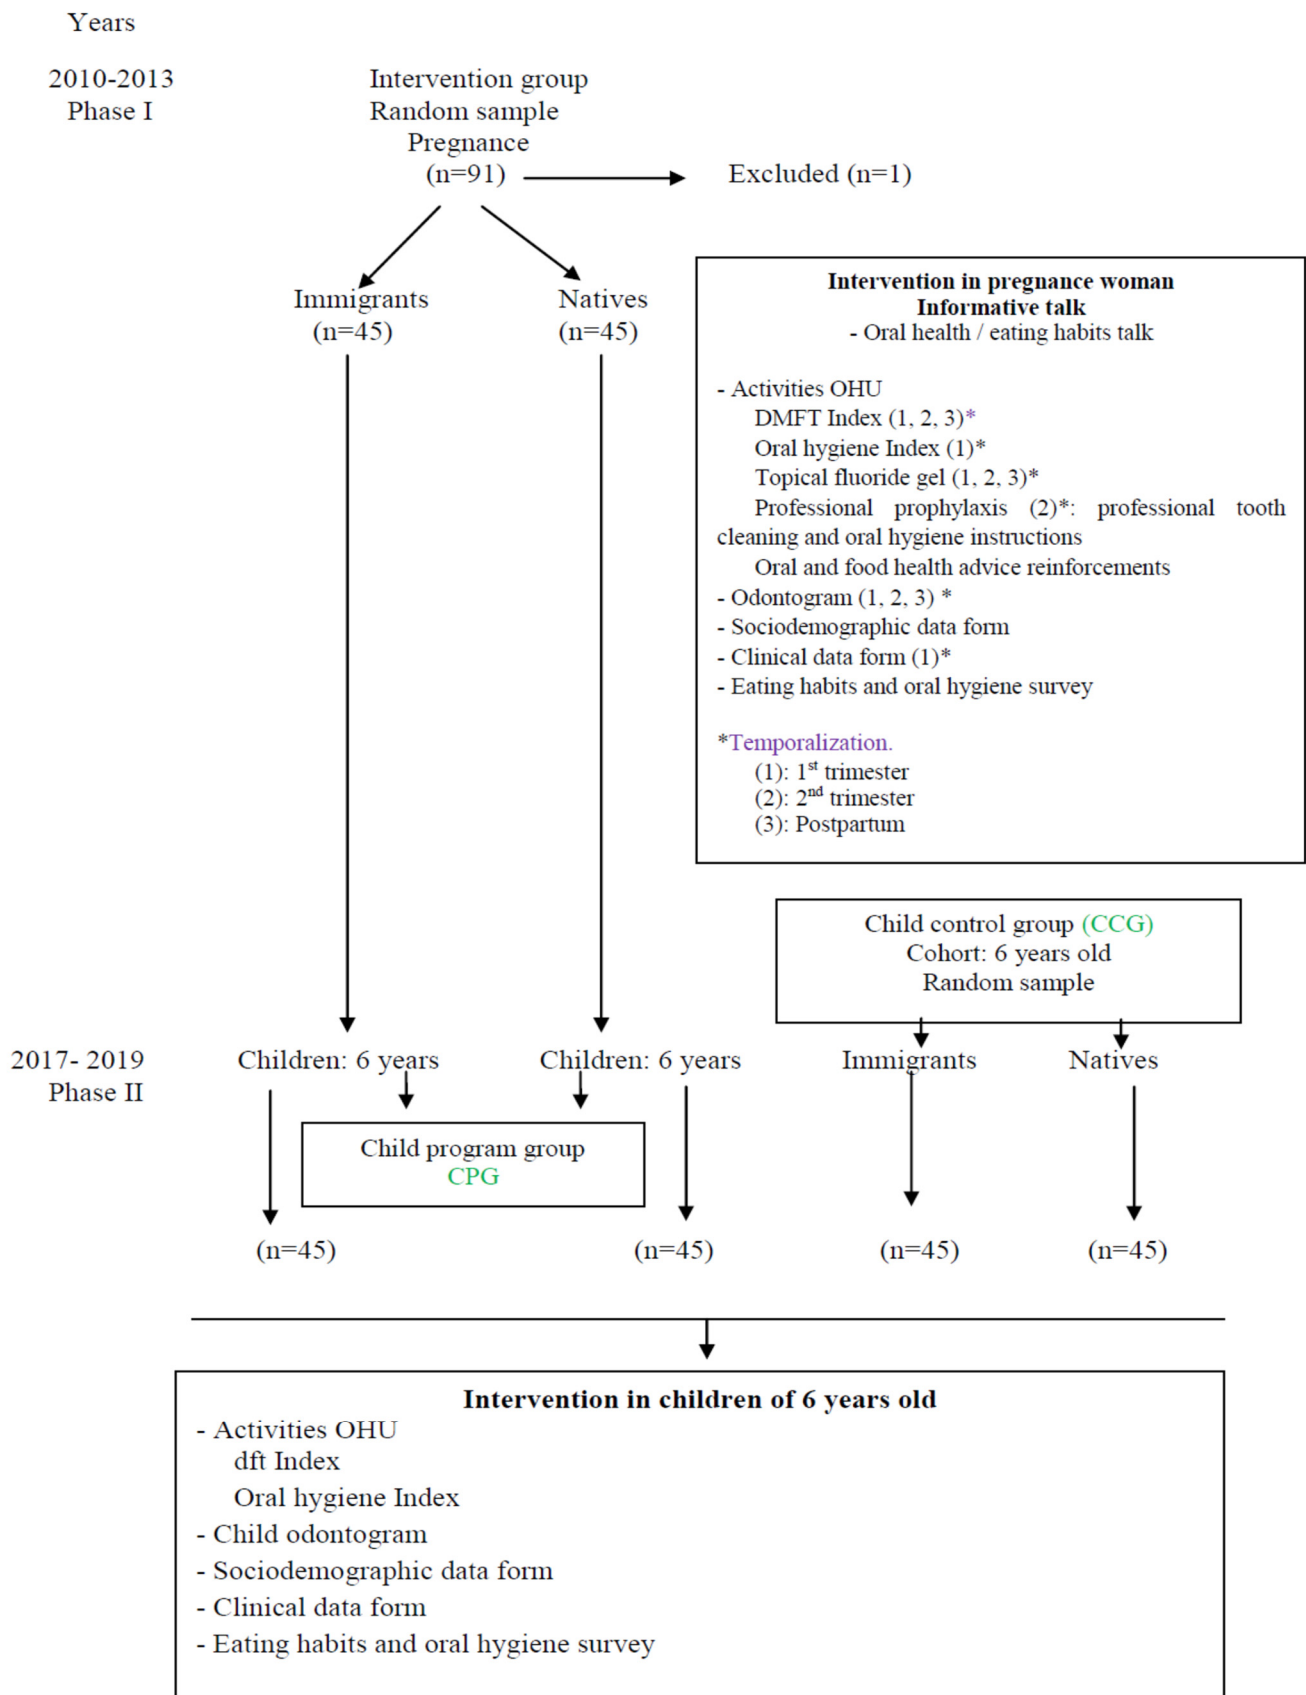 Years
2010-2013
Phase I
Intervention group
Random sample
Pregnance
(n=91)
Excluded (n=1)
Immigrants
(n=45)
Natives
(n=45)
Intervention in pregnance woman
Informative talk
- Oral health / eating habits talk
- Activities OHU
DMFT Index (1, 2, 3)*
Oral hygiene Index (1)*
Topical fluoride gel (1, 2, 3)*
Professional prophylaxis (2)*: professional tooth
cleaning and oral hygiene instructions
Oral and food health advice reinforcements
- Odontogram (1, 2, 3) *
- Sociodemographic data form
- Clinical data form (1)*
- Eating habits and oral hygiene survey
*Temporalization.
(1): 1st trimester
(2): 2nd trimester
(3): Postpartum
Child control group (CCG)
Cohort: 6 years old
Random sample
2017- 2019
Phase II
Children: 6 years
Children: 6 years
Immigrants
Natives
Child program group
CPG
(n=45)
(n=45)
(n=45)
(n=45)
Intervention in children of 6 years old
- Activities OHU
dft Index
Oral hygiene Index
- Child odontogram
- Sociodemographic data form
- Clinical data form
- Eating habits and oral hygiene survey